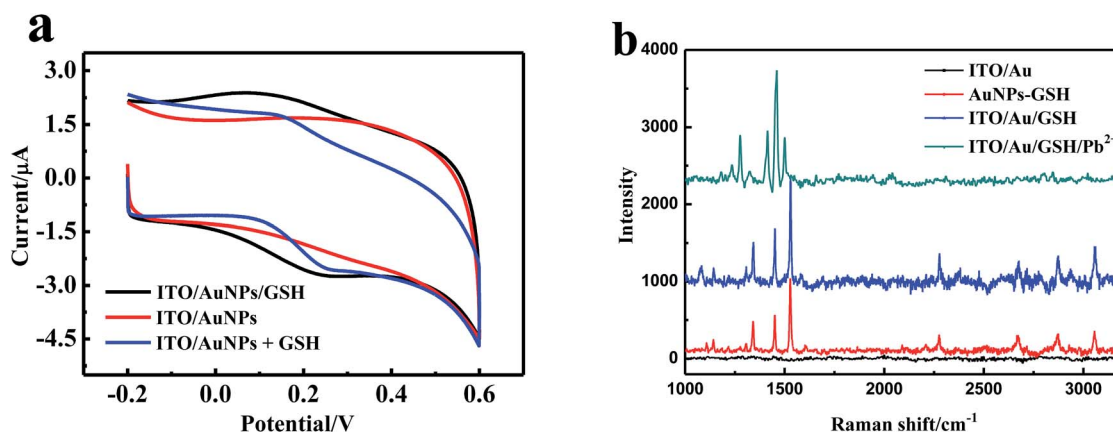 a
3.0
1.5
0.0
-1.5
-3.0
-4.5
Current/μA
ITO/AuNPs/GSH
ITO/AuNPs
ITO/AuNPs + GSH
-0.2
0.0
0.2
0.4
0.6
Potential/V
b
4000
3000
2000
1000
0
Intensity
ITO/Au
AuNPs-GSH
ITO/Au/GSH
ITO/Au/GSH/Pb²⁺
1000
1500
2000
2500
3000
Raman shift/cm⁻¹